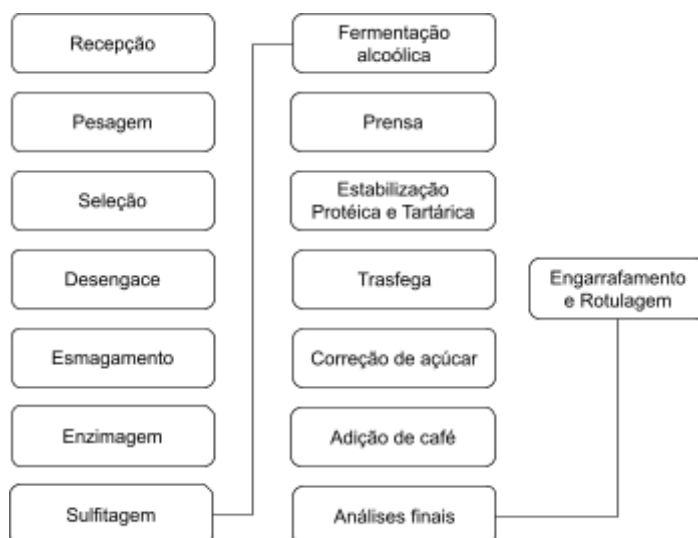 Recepção
Pesagem
Seleção
Desengace
Esmagamento
Enzimagem
Sulfitagem
Fermentação
alcoólica
Prensa
Estabilização
Protéica e Tartárica
Trasfega
Correção de açúcar
Adição de café
Análises finais
Engarrafamento
e Rotulagem